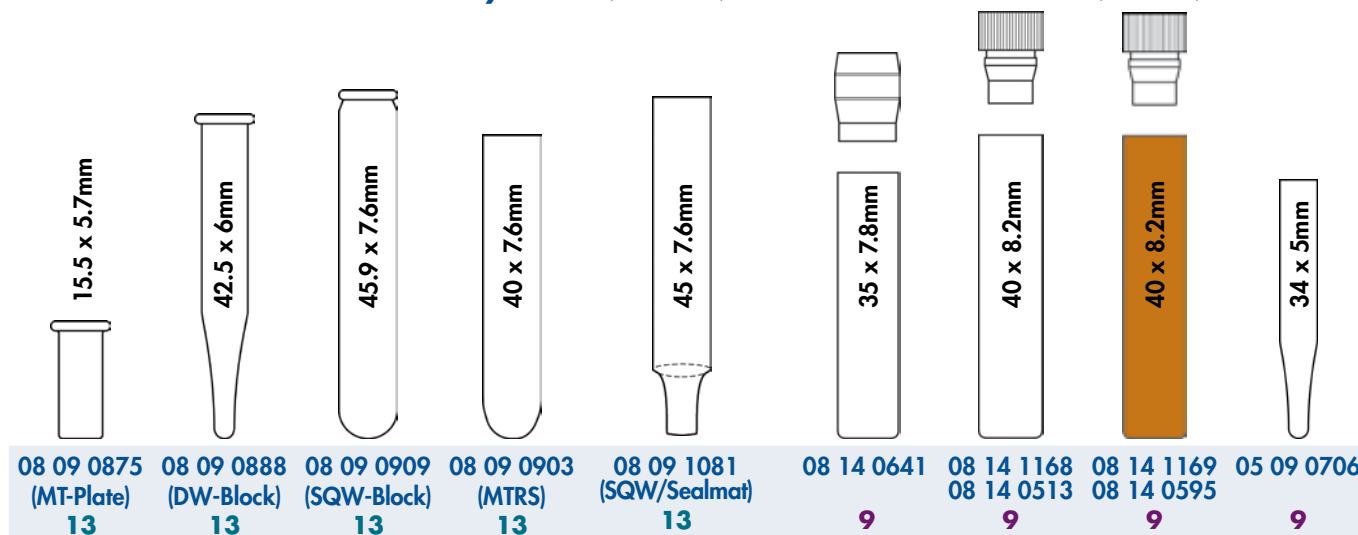 15.5 x 5.7mm
42.5 x 6mm
45.9 x 7.6mm
40 x 7.6mm
45 x 7.6mm
35 x 7.8mm
40 x 8.2mm
40 x 8.2mm
34 x 5mm
08 09 0875
(MT-Plate)
13
08 09 0888
(DW-Block)
13
08 09 0909
(SQW-Block)
13
08 09 0903
(MTRS)
13
08 09 1081
(SQW/Sealmat)
13
08 14 0641
9
08 14 1168
08 14 0513
9
08 14 1169
08 14 0595
9
05 09 0706
9